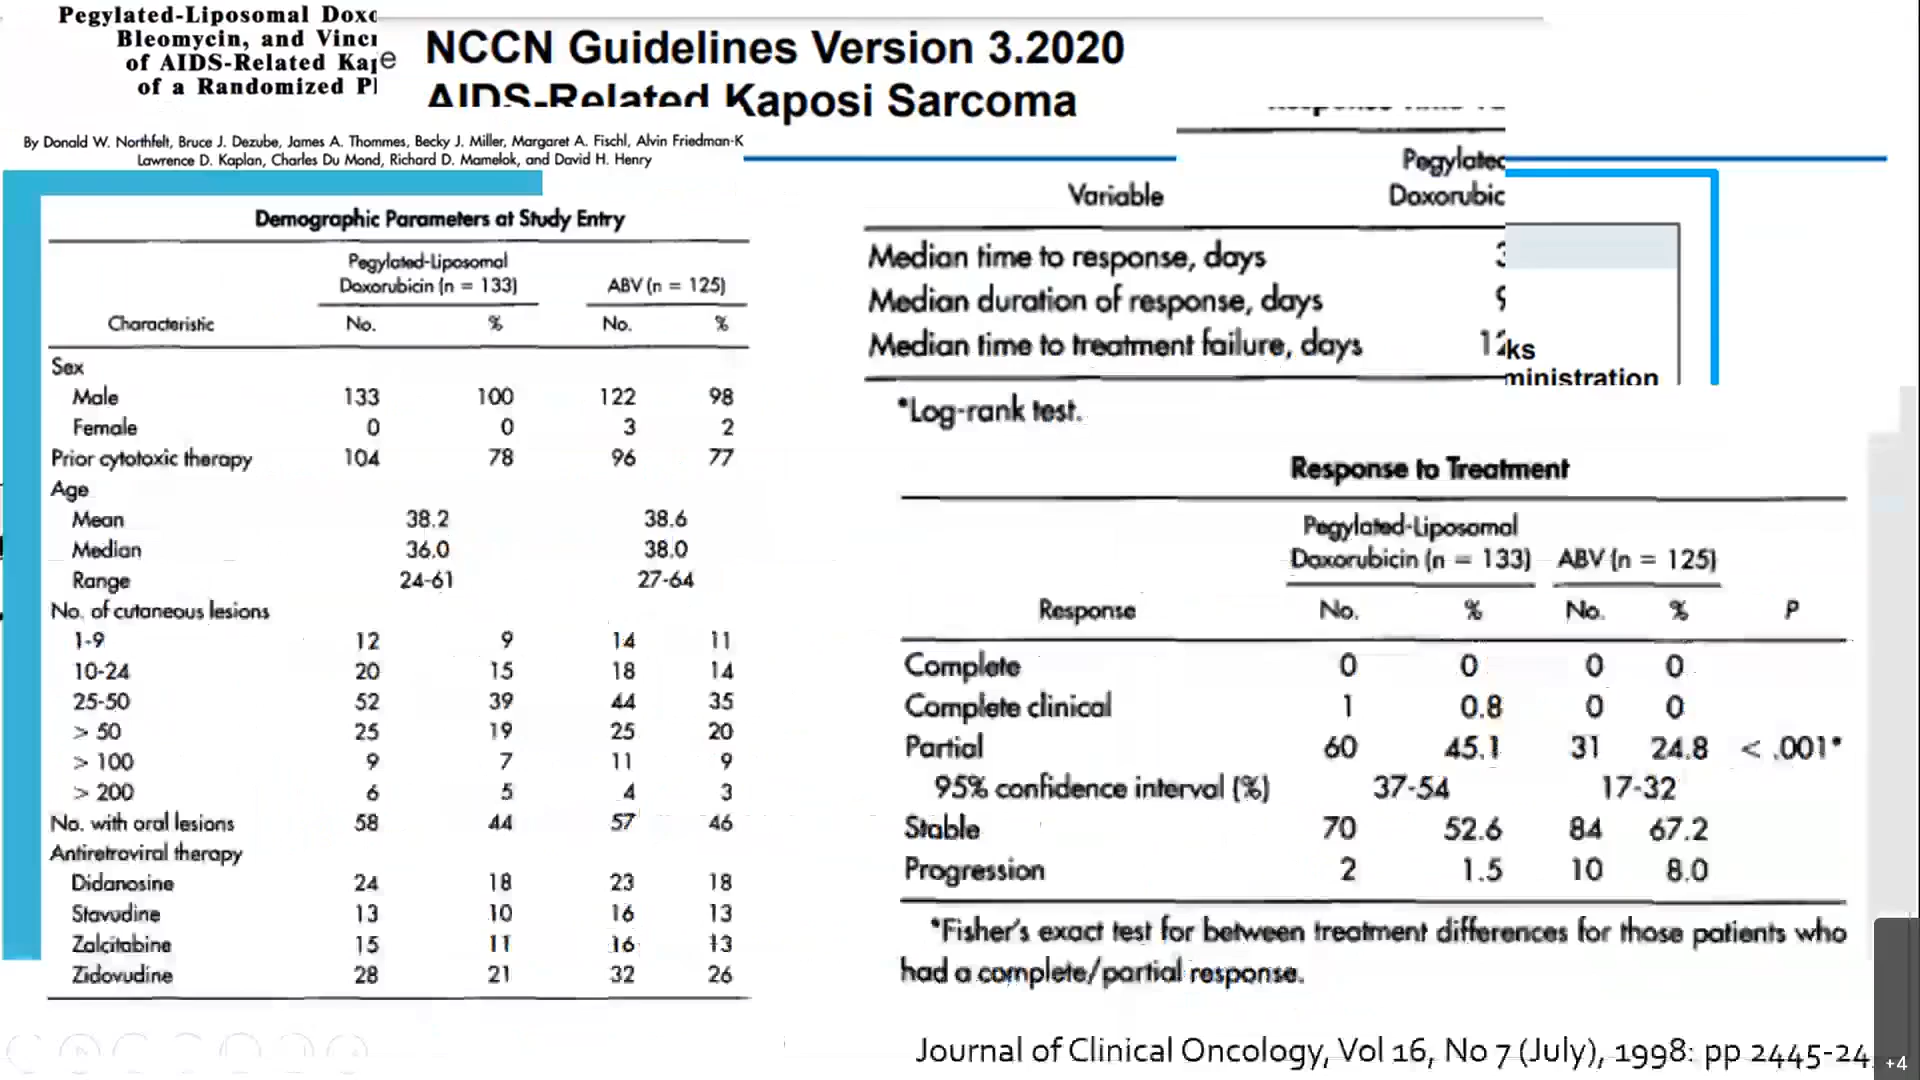 Pegylated-Liposomal
Bleomycin, and
of AIDS-Related
of a Randomized
NCCN Guidelines Version 3.2020
AIDS-Related Kaposi Sarcoma
By Donald W. Northfelt, Bruce J. Dezube, James A. Thommes, Becky J. Miller, Margaret A. Fischl, Alvin Friedman-K
Lawrence D. Kaplan, Charles Du Mond, Richard D. Mamelok, and David H. Henry
Demographic Parameters at Study Entry
Pegylated-Liposomal
Doxorubicin (n = 133) ABV (n = 125)
Characteristic No. % No. %
Sex
Male 133 100 122 98
Female 0 0 3 2
Prior cytotoxic therapy 104 78 96 77
Age
Mean 38.2 38.6
Median 36.0 38.0
Range 24-61 27-64
No. of cutaneous lesions
1-9 12 9 14 11
10-24 20 15 18 14
25-50 52 39 44 35
> 50 25 19 25 20
> 100 9 7 11 9
> 200 6 5 4 3
No. with oral lesions 58 44 57 46
Antiretroviral therapy
Didanosine 24 18 23 18
Stavudine 13 10 16 13
Zalcitabine 15 11 16 13
Zidovudine 28 21 32 26
Variable
Median time to response, days
Median duration of response, days
Median time to treatment failure, days
ks
ministration
*Log-rank test.
Response to Treatment
Pegylated-Liposomal
Doxorubicin (n = 133) ABV (n = 125)
Response No. % No. % P
Complete 0 0 0 0
Complete clinical 1 0.8 0 0
Partial 60 45.1 31 24.8 < .001*
95% confidence interval (%) 37-54 17-32
Stable 70 52.6 84 67.2
Progression 2 1.5 10 8.0
*Fisher's exact test for between treatment differences for those patients who
had a complete/partial response.
Journal of Clinical Oncology, Vol 16, No 7 (July), 1998: pp 2445-24
+4